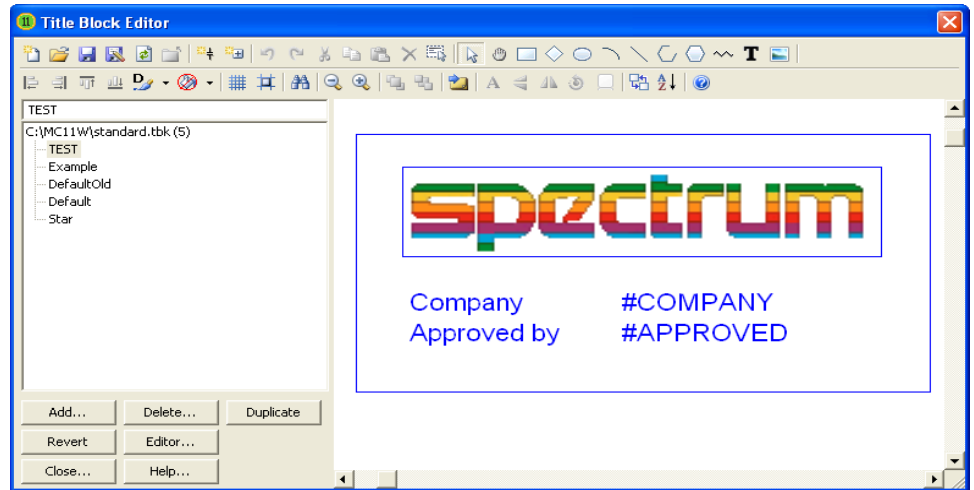 11 Title Block Editor
T
D
A
A Z
TEST
C:\MC11W\standard.tbk (5)
TEST
Example
DefaultOld
Default
Star
spectrum
Company #COMPANY
Approved by #APPROVED
Add... Delete... Duplicate
Revert Editor...
Close... Help...